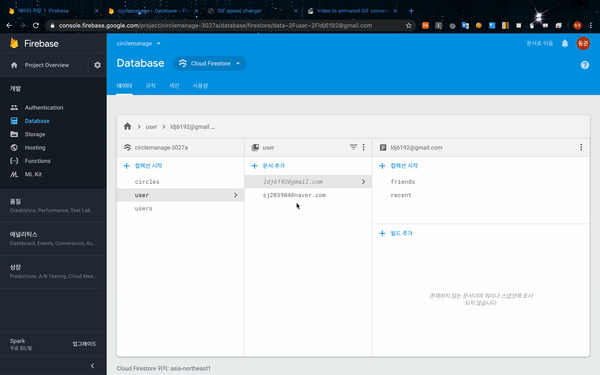 데이터 저장 | Firebase
circlemanage – Database – Fi
GIF speed changer
Video to animated GIF conver
console.firebase.google.com/project/circlemanage-3027a/database/firestore/data~2Fuser~2Fldj6192@gmail.com
Firebase
circlemanage
문서로 이동
동준
Project Overview
Database
Cloud Firestore
개발
데이터
규칙
색인
사용량
Authentication
Database
Storage
Hosting
Functions
ML Kit
user
ldj6192@gmail....
circlemanage-3027a
user
ldj6192@gmail.com
컬렉션 시작
문서 추가
컬렉션 시작
circles
ldj6192@gmail.com
friends
user
sj203904@naver.com
recent
users
품질
Crashlytics, Performance, Test Lab
애널리틱스
Dashboard, Events, Conversions, Au...
필드 추가
성장
Predictions, A/B Testing, Cloud Mes...
존재하지 않는 문서이며 쿼리나 스냅샷에 표시
되지 않습니다.
Spark
무료 $0/월
업그레이드
Cloud Firestore 위치: asia-northeast1